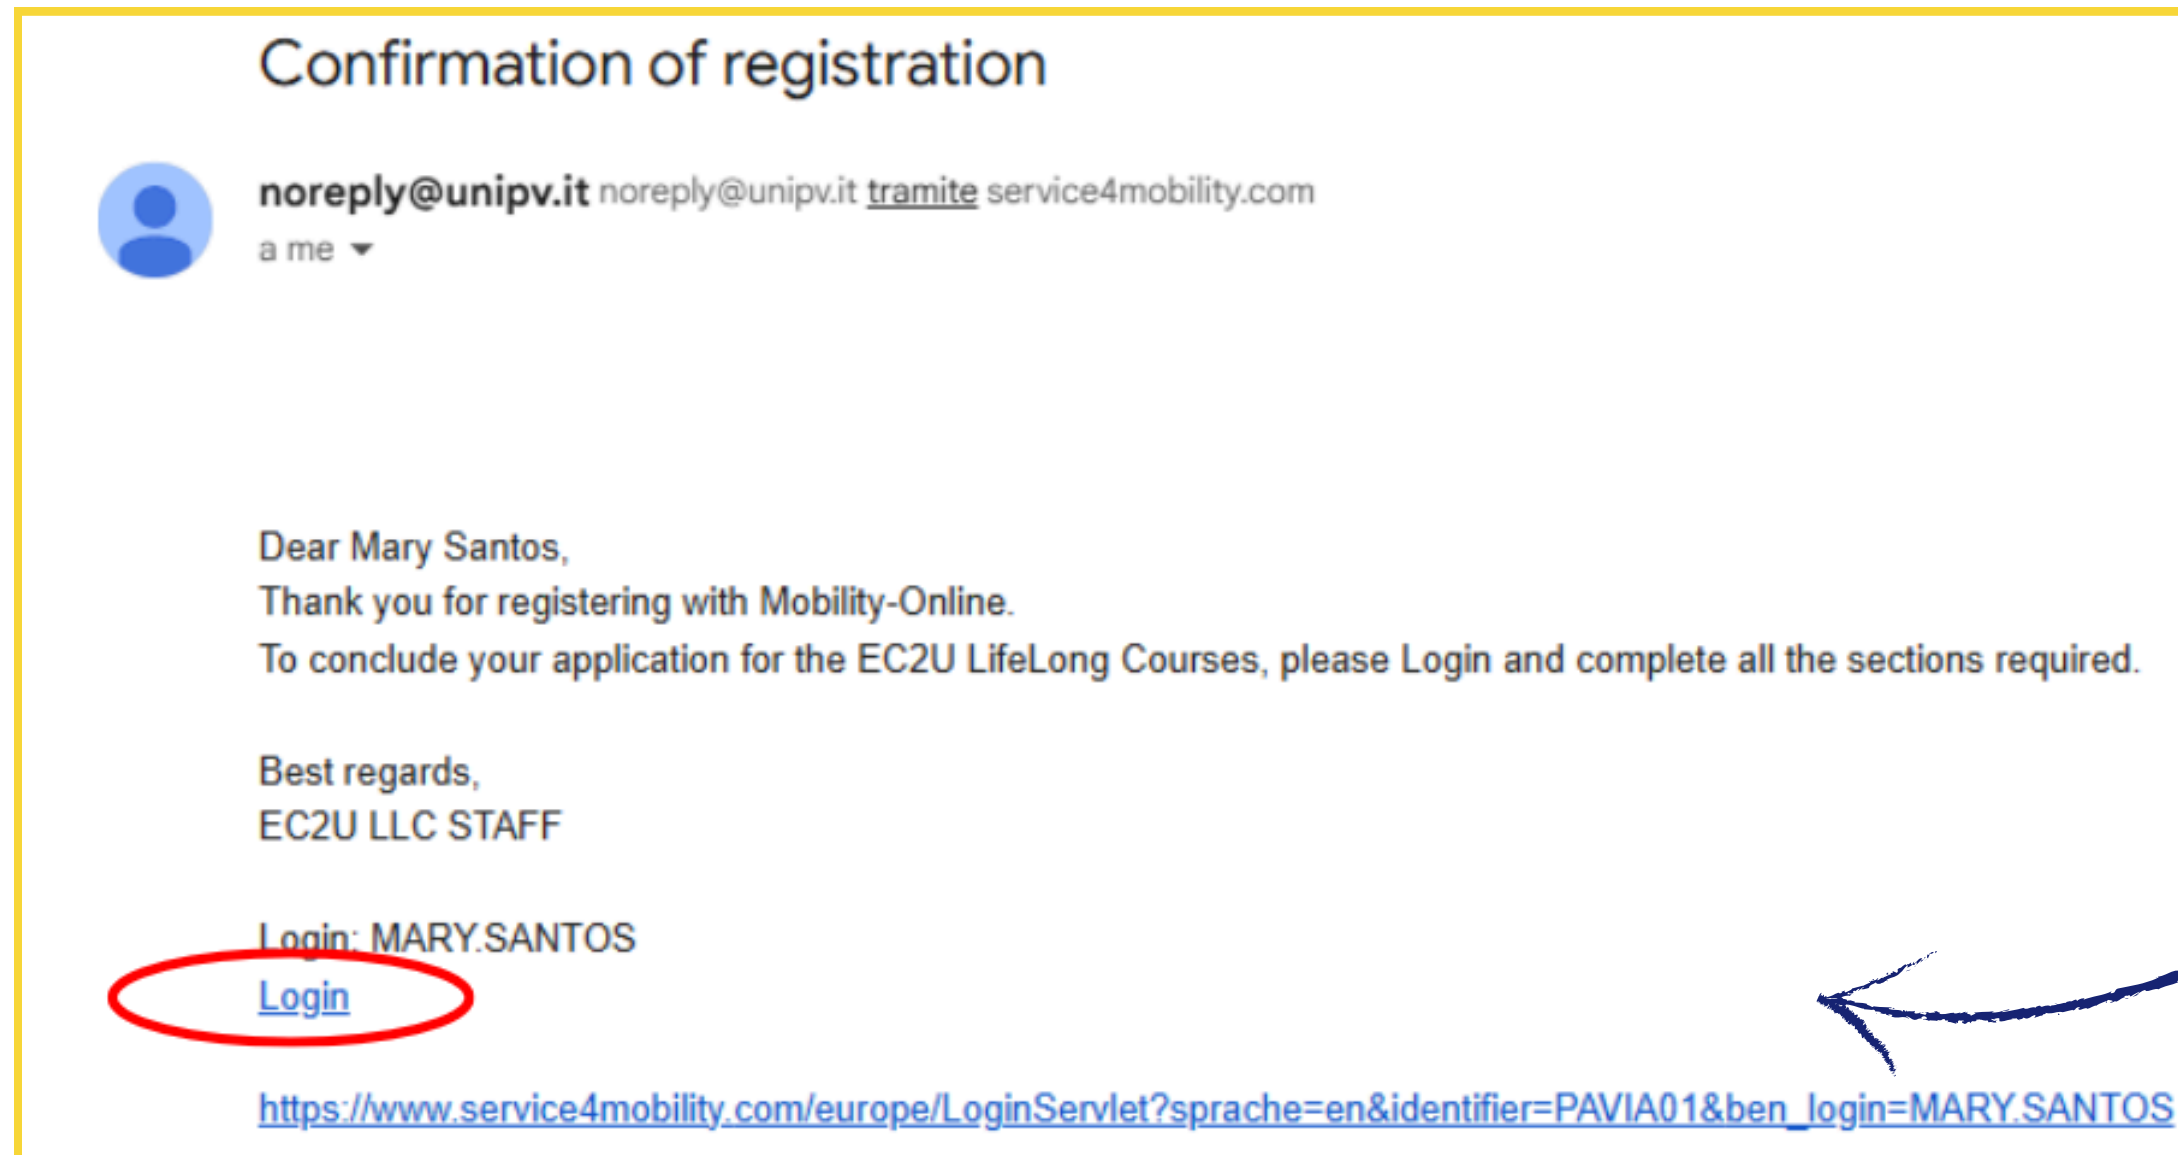 Confirmation of registration
noreply@unipv.it noreply@unipv.it tramite service4mobility.com
a me
Dear Mary Santos,
Thank you for registering with Mobility-Online.
To conclude your application for the EC2U LifeLong Courses, please Login and complete all the sections required.
Best regards,
EC2U LLC STAFF
Login: MARY.SANTOS
Login
https://www.service4mobility.com/europe/LoginServlet?sprache=en&identifier=PAVIA01&ben_login=MARY.SANTOS